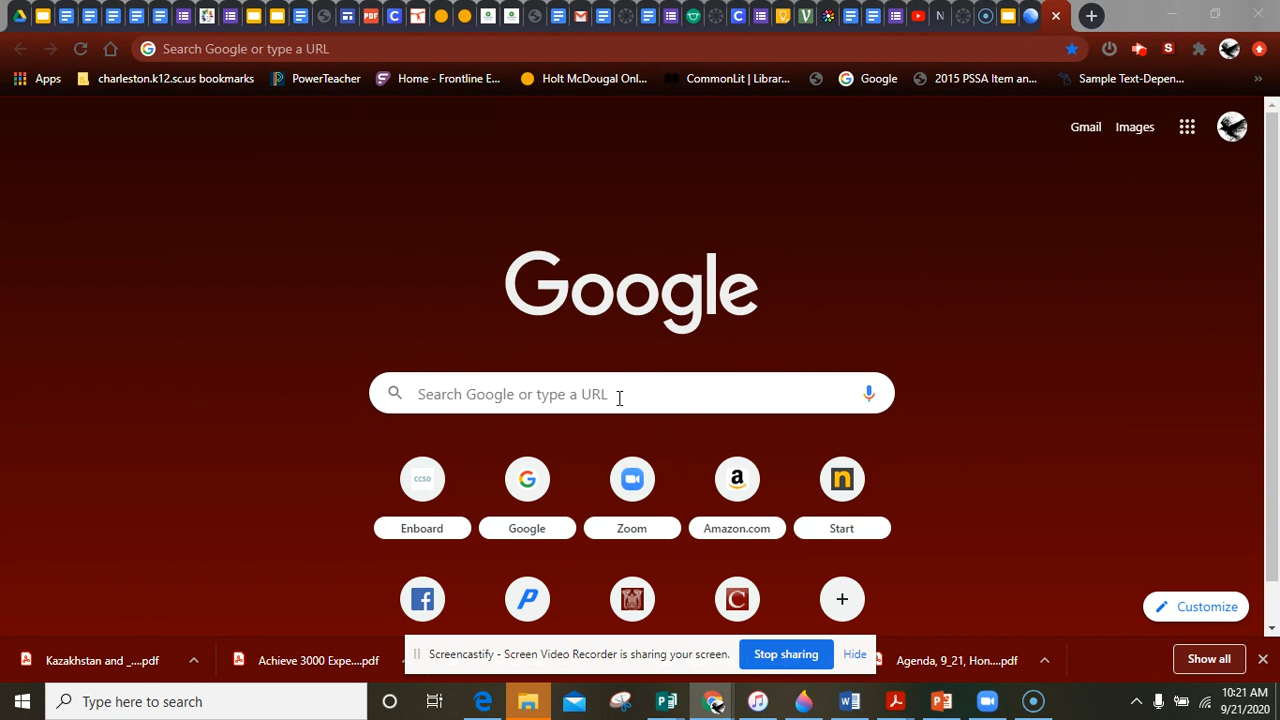 Search Google or type a URL
Apps
charleston.k12.sc.us bookmarks
PowerTeacher
Home - Frontline E...
Holt McDougal Onl...
CommonLit | Librar...
Google
2015 PSSA Item an...
Sample Text-Depen...
»
Gmail
Images
Google
Search Google or type a URL
CCSD
Enboard
Google
Zoom
Amazon.com
Start
Customize
Kazakhstan and _....pdf
Achieve 3000 Expe....pdf
Screencastify - Screen Video Recorder is sharing your screen.
Stop sharing
Hide
Agenda, 9_21, Hon....pdf
Show all
Type here to search
10:21 AM
9/21/2020